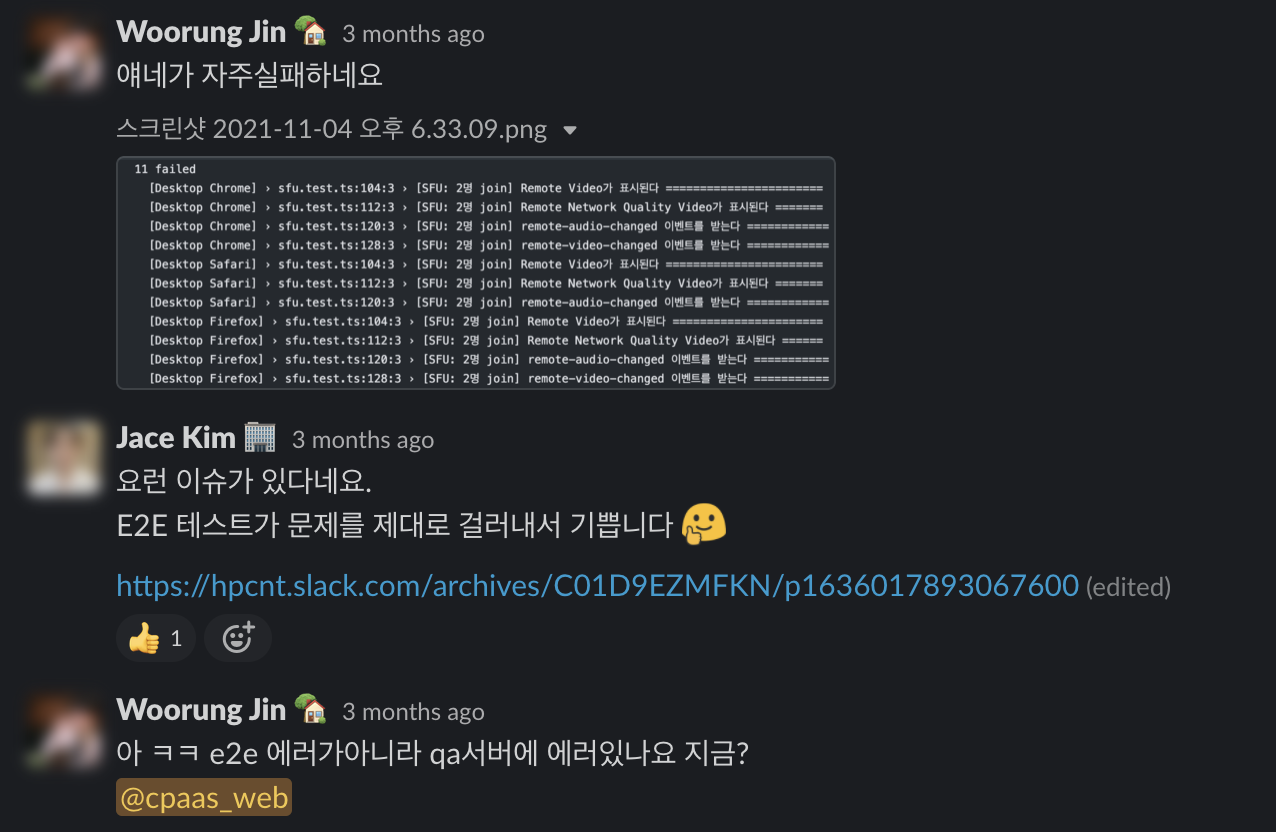 Woorung Jin 3 months ago
얘네가 자주실패하네요
스크린샷 2021-11-04 오후 6.33.09.png
11 failed
[Desktop Chrome] › sfu.test.ts:104:3 › [SFU: 2명 join] Remote Video가 표시된다 =======================
[Desktop Chrome] › sfu.test.ts:112:3 › [SFU: 2명 join] Remote Network Quality Video가 표시된다 =======
[Desktop Chrome] › sfu.test.ts:120:3 › [SFU: 2명 join] remote-audio-changed 이벤트를 받는다 ============
[Desktop Chrome] › sfu.test.ts:128:3 › [SFU: 2명 join] remote-video-changed 이벤트를 받는다 ============
[Desktop Safari] › sfu.test.ts:104:3 › [SFU: 2명 join] Remote Video가 표시된다 =======================
[Desktop Safari] › sfu.test.ts:112:3 › [SFU: 2명 join] Remote Network Quality Video가 표시된다 =======
[Desktop Safari] › sfu.test.ts:120:3 › [SFU: 2명 join] remote-audio-changed 이벤트를 받는다 ============
[Desktop Firefox] › sfu.test.ts:104:3 › [SFU: 2명 join] Remote Video가 표시된다 ======================
[Desktop Firefox] › sfu.test.ts:112:3 › [SFU: 2명 join] Remote Network Quality Video가 표시된다 ======
[Desktop Firefox] › sfu.test.ts:120:3 › [SFU: 2명 join] remote-audio-changed 이벤트를 받는다 ===========
[Desktop Firefox] › sfu.test.ts:128:3 › [SFU: 2명 join] remote-video-changed 이벤트를 받는다 ===========
Jace Kim 3 months ago
요런 이슈가 있다네요.
E2E 테스트가 문제를 제대로 걸러내서 기쁩니다
https://hpcnt.slack.com/archives/C01D9EZMFKN/p1636017893067600 (edited)
1
Woorung Jin 3 months ago
아 ㅋㅋ e2e 에러가아니라 qa서버에 에러있나요 지금?
@cpaas_web